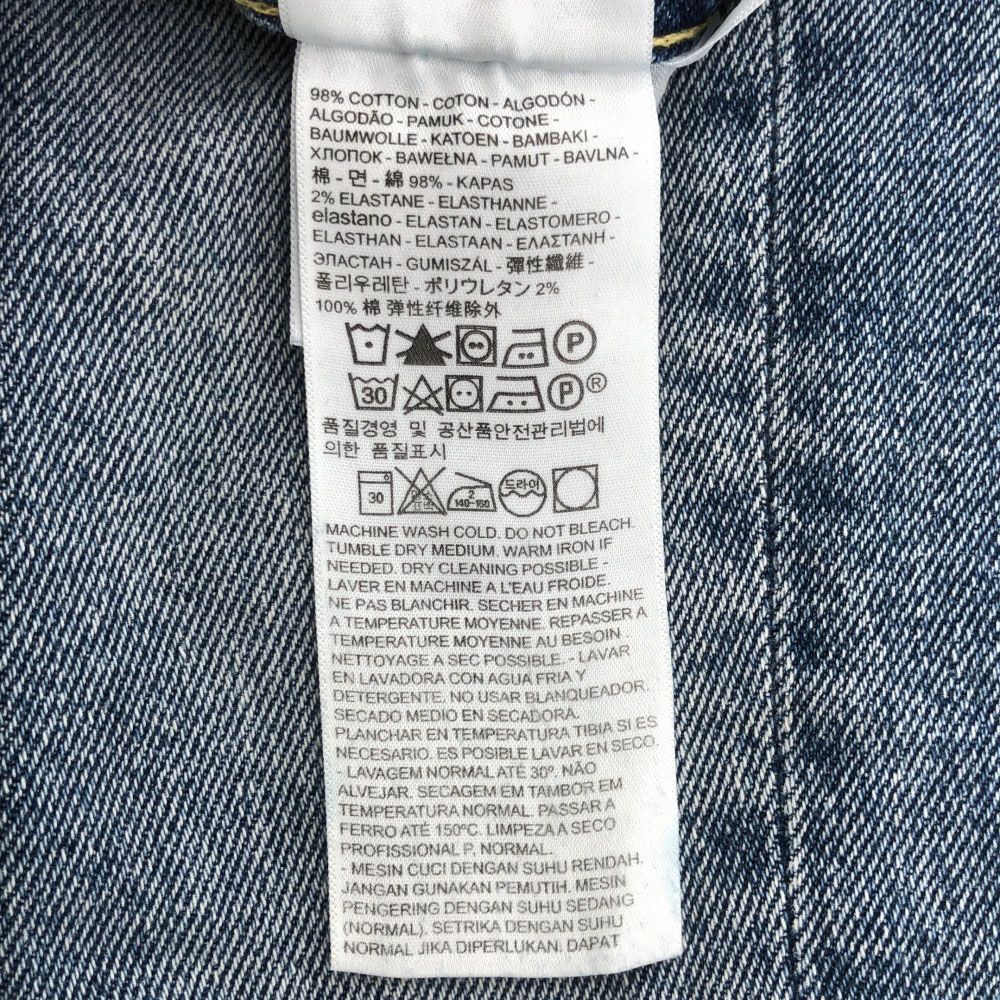 98% COTTON - COTON - ALGODÓN -
ALGODÃO - PAMUK - COTONE -
BAUMWOLLE - KATOEN - BAMBAKI -
ХЛОПОК - BAWEŁNA - PAMUT - BAVLNA -
棉 - 면 - 綿 98% - KAPAS
2% ELASTANE - ELASTHANNE -
elastano - ELASTAN - ELASTOMERO -
ELASTHAN - ELASTAAN - ΕΛΑΣΤΑΝΗ -
ЭЛАСТАН - GUMISZÁL - 彈性纖維 -
폴리우레탄 - ポリウレタン 2%
100% 棉 弹性纤维除外
P
30 P ®
품질경영 및 공산품안전관리법에
의한 품질표시
30 2 140~160 드라이
MACHINE WASH COLD. DO NOT BLEACH.
TUMBLE DRY MEDIUM. WARM IRON IF
NEEDED. DRY CLEANING POSSIBLE -
LAVER EN MACHINE A L'EAU FROIDE.
NE PAS BLANCHIR. SECHER EN MACHINE
A TEMPERATURE MOYENNE. REPASSER A
TEMPERATURE MOYENNE AU BESOIN
NETTOYAGE A SEC POSSIBLE. - LAVAR
EN LAVADORA CON AGUA FRIA Y
DETERGENTE. NO USAR BLANQUEADOR.
SECADO MEDIO EN SECADORA.
PLANCHAR EN TEMPERATURA TIBIA SI ES
NECESARIO. ES POSIBLE LAVAR EN SECO.
- LAVAGEM NORMAL ATÉ 30º. NÃO
ALVEJAR. SECAGEM EM TAMBOR EM
TEMPERATURA NORMAL. PASSAR A
FERRO ATÉ 150ºC. LIMPEZA A SECO
PROFISSIONAL P. NORMAL.
- MESIN CUCI DENGAN SUHU RENDAH.
JANGAN GUNAKAN PEMUTIH. MESIN
PENGERING DENGAN SUHU SEDANG
(NORMAL). SETRIKA DENGAN SUHU
NORMAL JIKA DIPERLUKAN. DAPAT